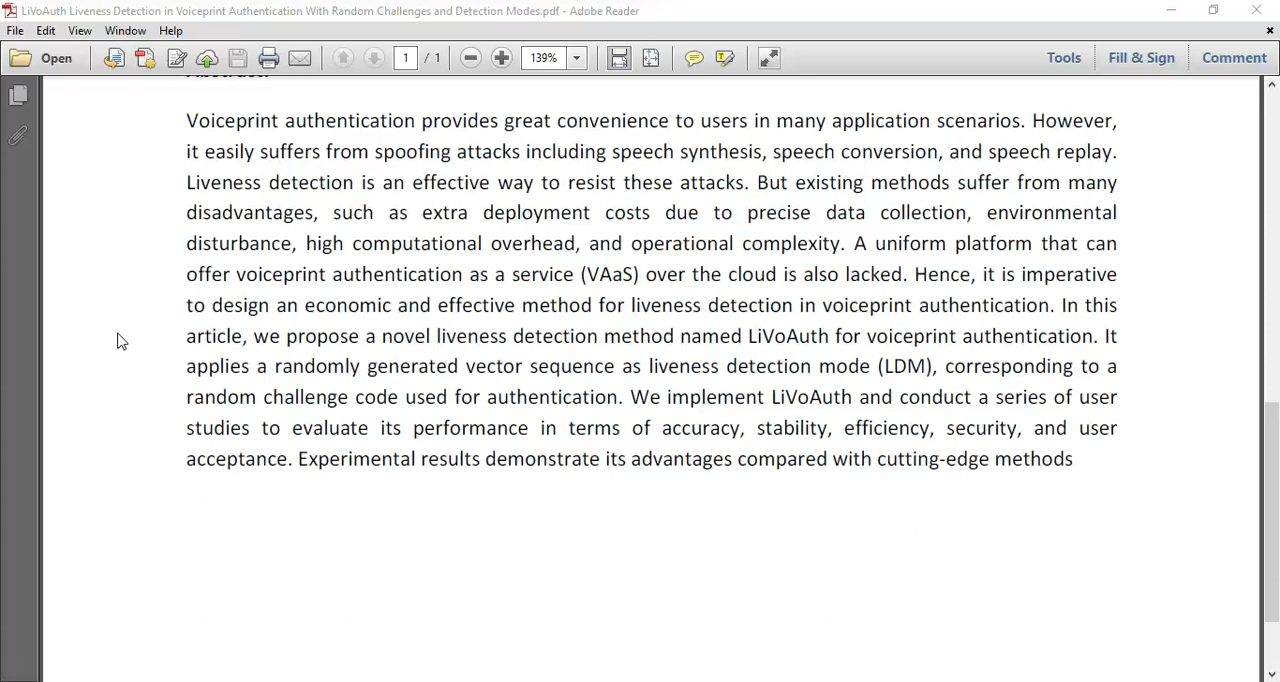 LiVoAuth Liveness Detection in Voiceprint Authentication With Random Challenges and Detection Modes.pdf - Adobe Reader
File Edit View Window Help
Open 1 / 1 139% Tools Fill & Sign Comment
Voiceprint authentication provides great convenience to users in many application scenarios. However,
it easily suffers from spoofing attacks including speech synthesis, speech conversion, and speech replay.
Liveness detection is an effective way to resist these attacks. But existing methods suffer from many
disadvantages, such as extra deployment costs due to precise data collection, environmental
disturbance, high computational overhead, and operational complexity. A uniform platform that can
offer voiceprint authentication as a service (VAaS) over the cloud is also lacked. Hence, it is imperative
to design an economic and effective method for liveness detection in voiceprint authentication. In this
article, we propose a novel liveness detection method named LiVoAuth for voiceprint authentication. It
applies a randomly generated vector sequence as liveness detection mode (LDM), corresponding to a
random challenge code used for authentication. We implement LiVoAuth and conduct a series of user
studies to evaluate its performance in terms of accuracy, stability, efficiency, security, and user
acceptance. Experimental results demonstrate its advantages compared with cutting-edge methods